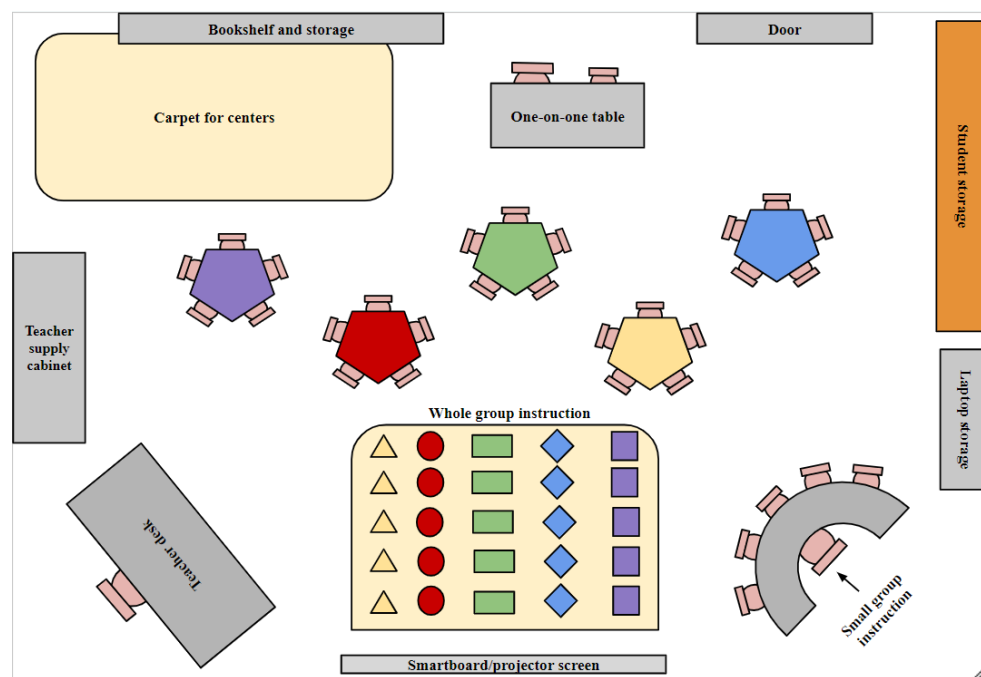 Bookshelf and storage
Door
Carpet for centers
One-on-one table
Student storage
Teacher
supply
cabinet
Laptop storage
Whole group instruction
Teacher desk
Small group
instruction
Smartboard/projector screen